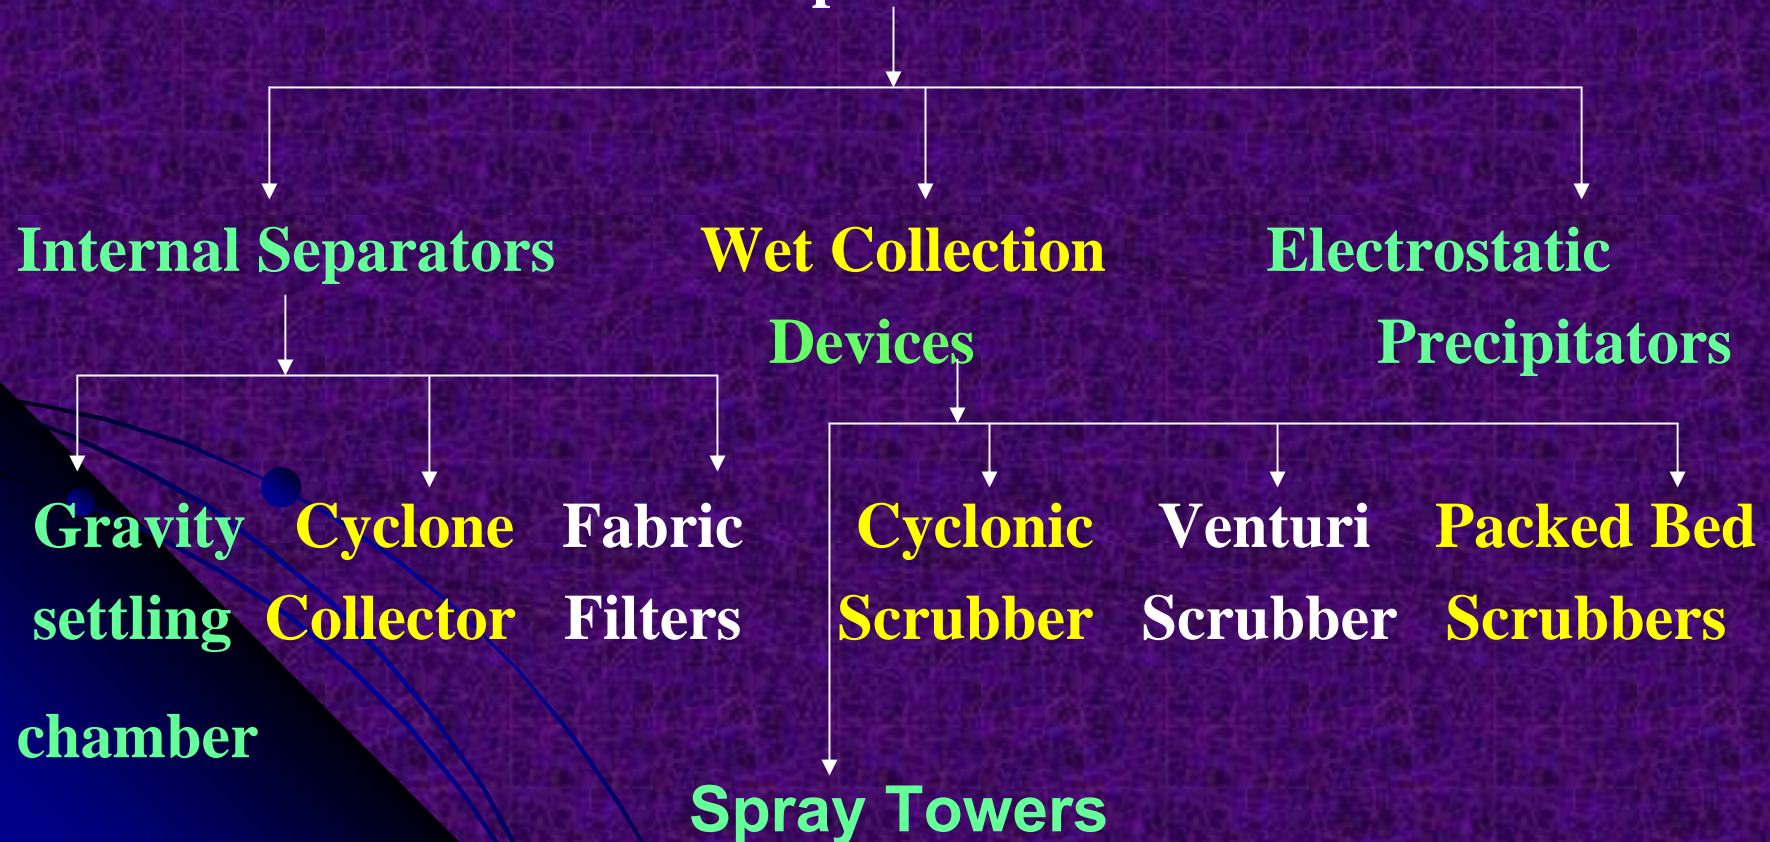 Internal Separators
Wet Collection
Devices
Electrostatic
Precipitators
Gravity
settling
chamber
Cyclone
Collector
Fabric
Filters
Cyclonic
Scrubber
Venturi
Scrubber
Packed Bed
Scrubbers
Spray Towers